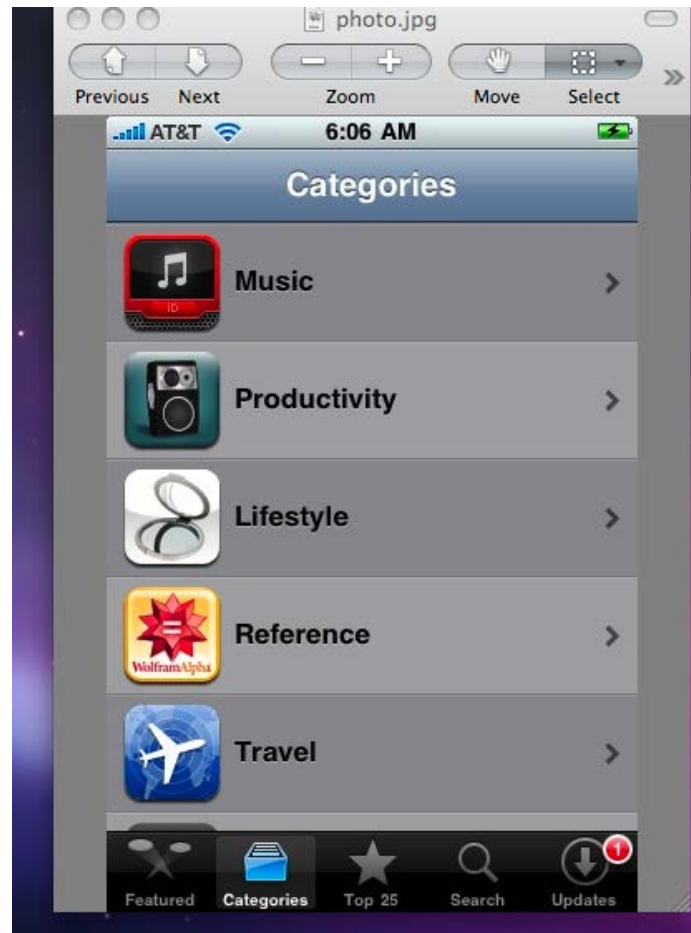 photo.jpg
Previous Next Zoom Move Select
AT&T 6:06 AM
Categories
iD
Music
Productivity
Lifestyle
=
WolframAlpha
Reference
Travel
1
Featured Categories Top 25 Search Updates